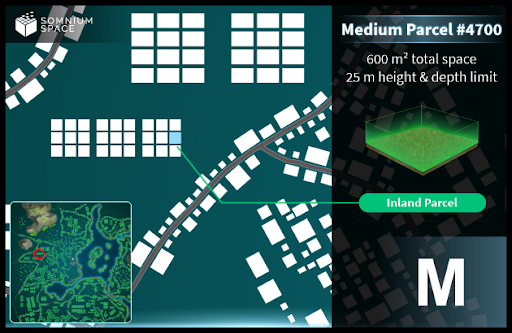 SOMNIUM
SPACE
Medium Parcel #4700
600 m² total space
25 m height & depth limit
Inland Parcel
M